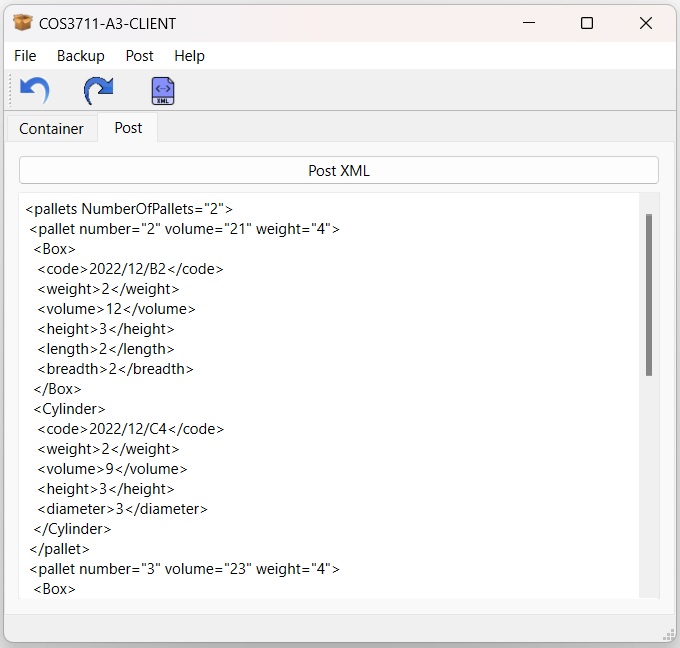 COS3711-A3-CLIENT
File Backup Post Help
XML
Container Post
Post XML
<pallets NumberOfPallets="2">
<pallet number="2" volume="21" weight="4">
<Box>
<code>2022/12/B2</code>
<weight>2</weight>
<volume>12</volume>
<height>3</height>
<length>2</length>
<breadth>2</breadth>
</Box>
<Cylinder>
<code>2022/12/C4</code>
<weight>2</weight>
<volume>9</volume>
<height>3</height>
<diameter>3</diameter>
</Cylinder>
</pallet>
<pallet number="3" volume="23" weight="4">
<Box>